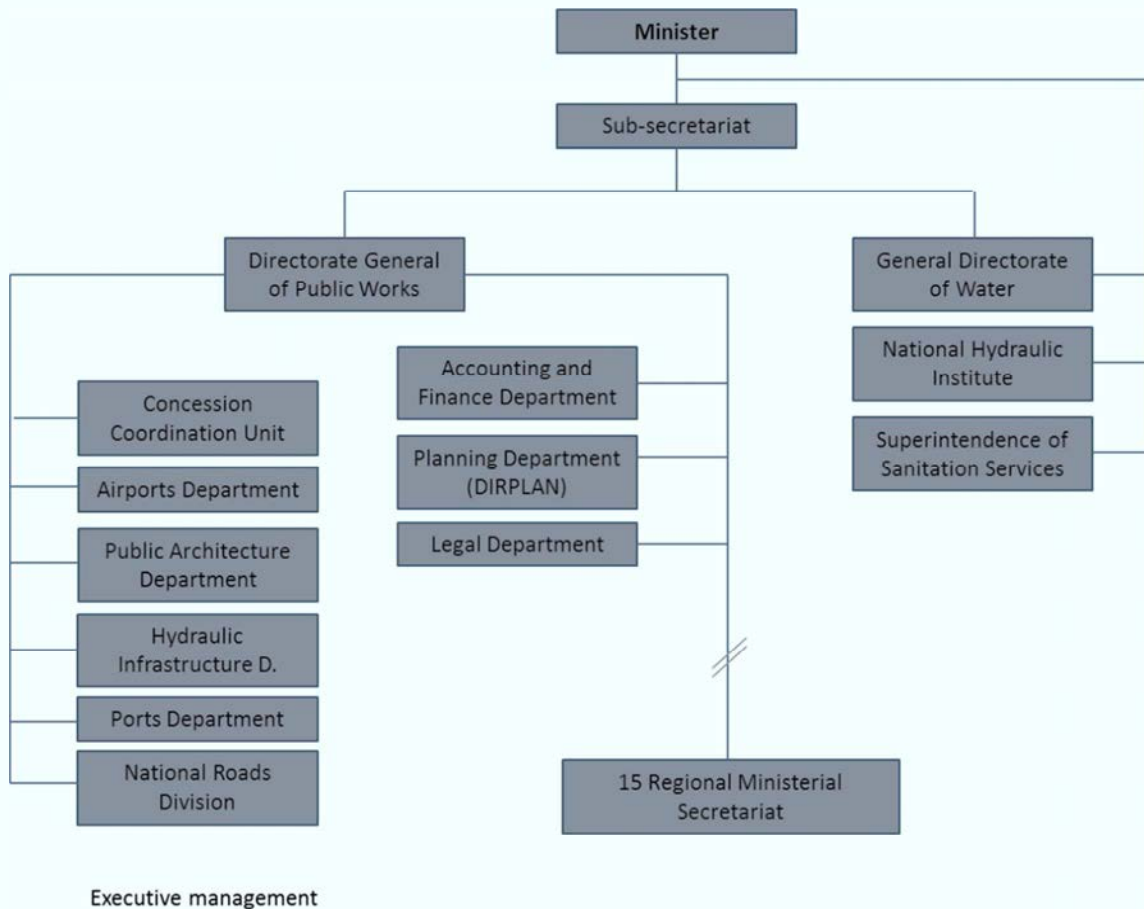 Minister
Sub-secretariat
Directorate General
of Public Works
General Directorate
of Water
Concession
Coordination Unit
Airports Department
Public Architecture
Department
Hydraulic
Infrastructure D.
Ports Department
National Roads
Division
Accounting and
Finance Department
Planning Department
(DIRPLAN)
Legal Department
National Hydraulic
Institute
Superintendence of
Sanitation Services
15 Regional Ministerial
Secretariat
Executive management